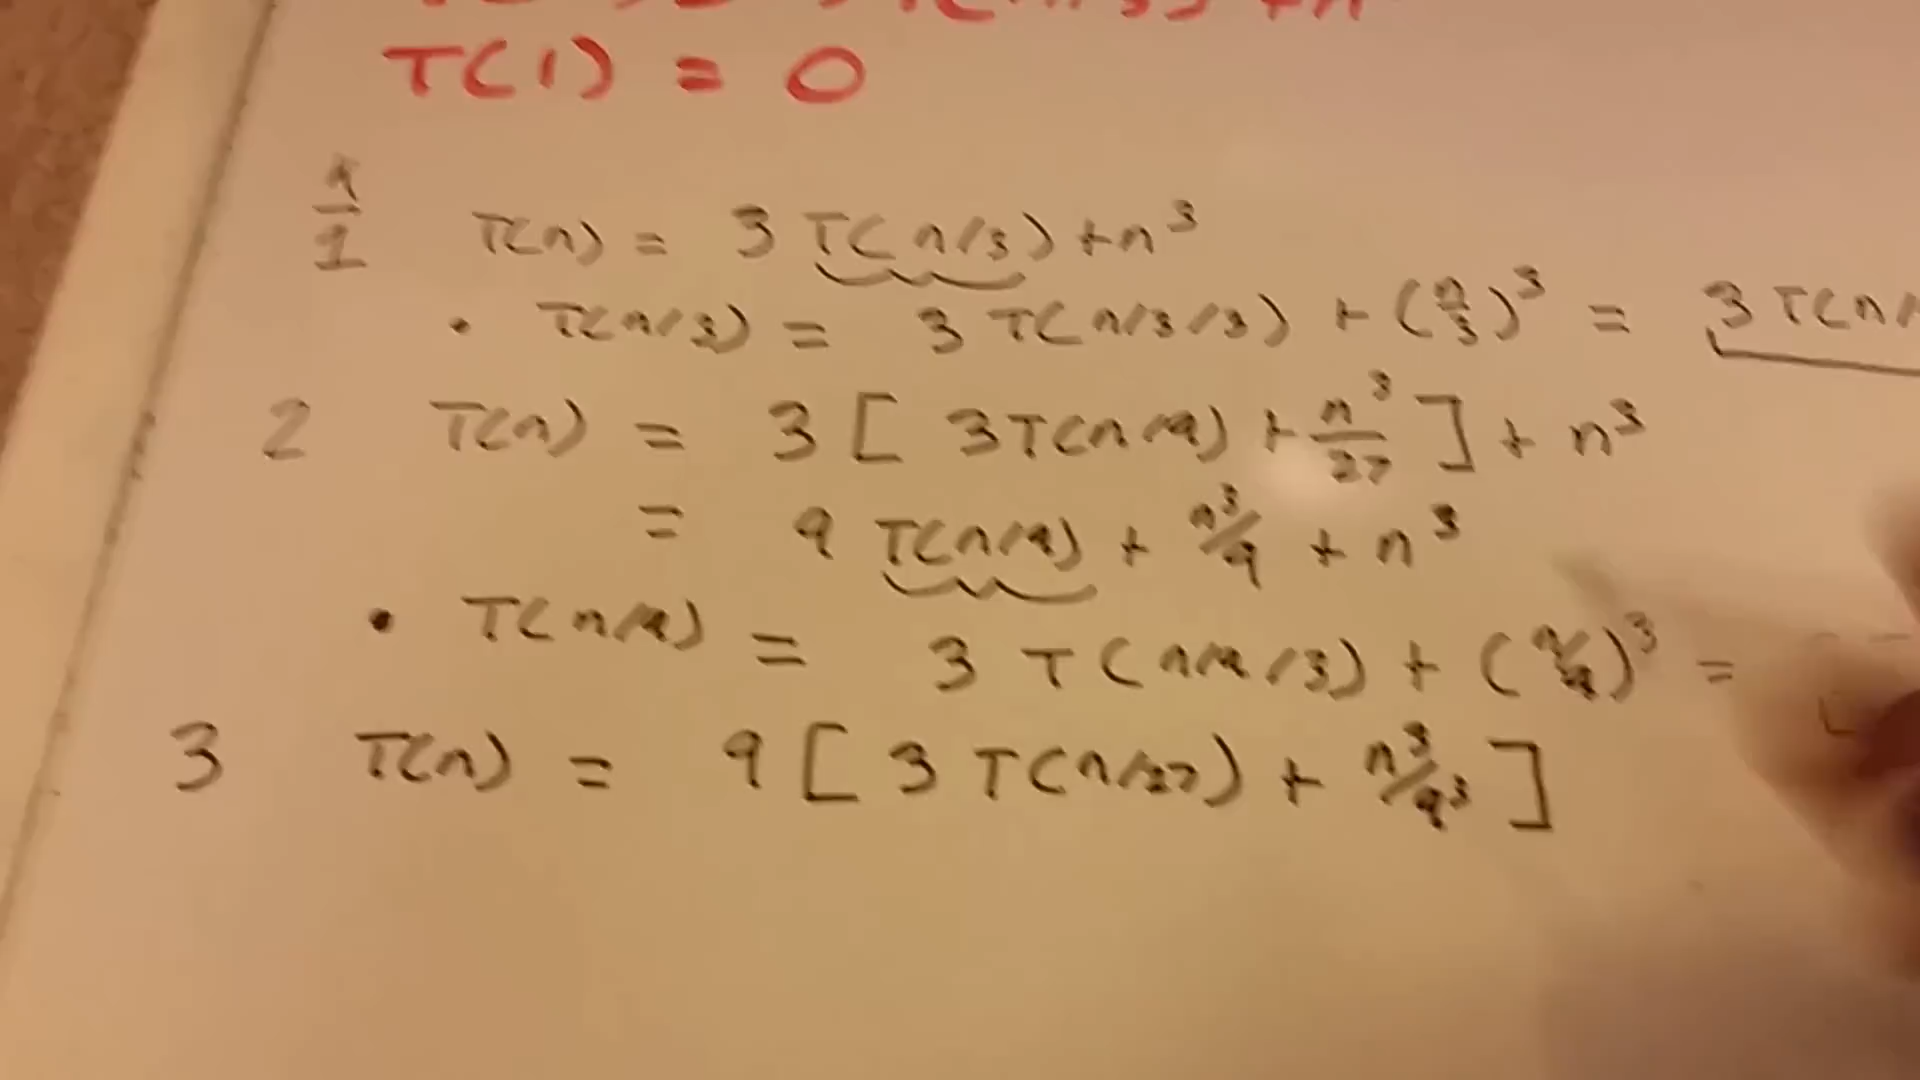 T(1) = 0
k
1 T(n) = 3 T(n/3) + n³
• T(n/3) = 3 T(n/3/3) + (n/3)³ = 3 T(n/
2 T(n) = 3 [ 3T(n/9) + n³/27 ] + n³
= 9 T(n/9) + n³/9 + n³
• T(n/9) = 3 T(n/9/3) + (n/9)³ =
3 T(n) = 9 [ 3 T(n/27) + n³/9³ ]